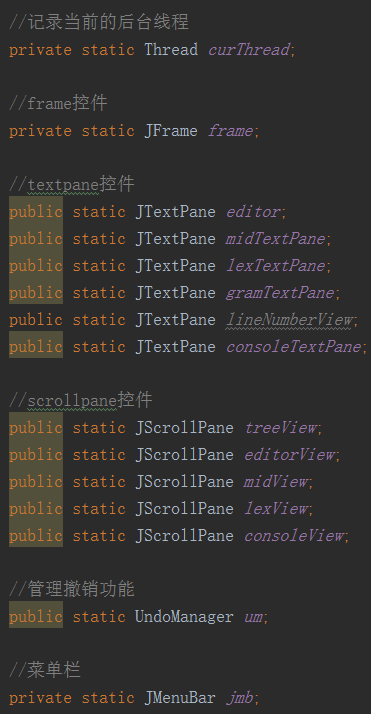 //记录当前的后台线程
private static Thread curThread;
//frame控件
private static JFrame frame;
//textpane控件
public static JTextPane editor;
public static JTextPane midTextPane;
public static JTextPane lexTextPane;
public static JTextPane gramTextPane;
public static JTextPane lineNumberView;
public static JTextPane consoleTextPane;
//scrollpane控件
public static JScrollPane treeView;
public static JScrollPane editorView;
public static JScrollPane midView;
public static JScrollPane lexView;
public static JScrollPane consoleView;
//管理撤销功能
public static UndoManager um;
//菜单栏
private static JMenuBar jmb;